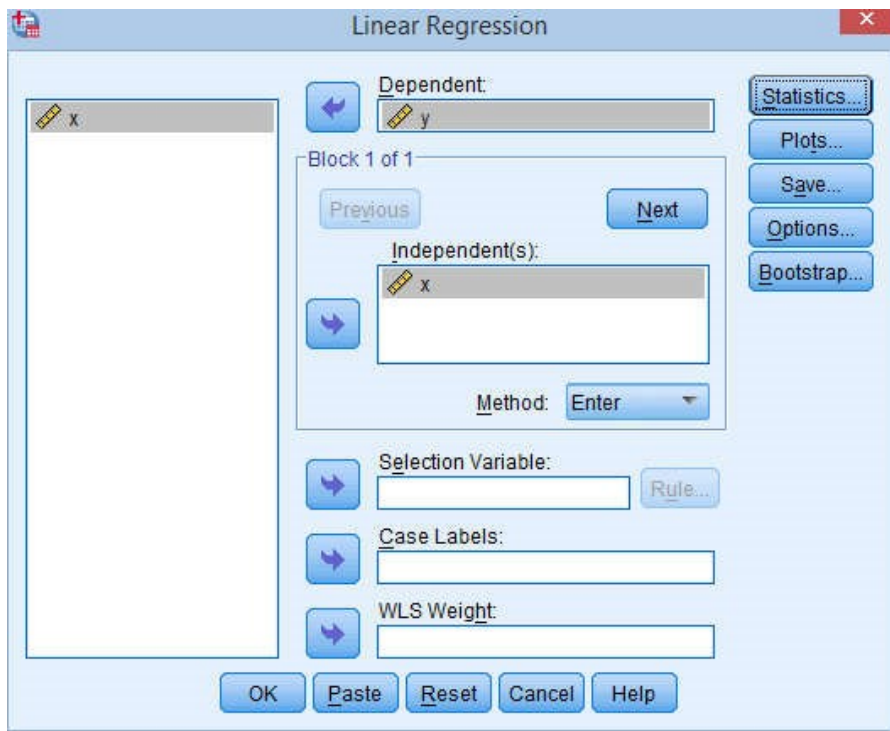 Linear Regression
x
Dependent:
y
Block 1 of 1
Previous
Next
Independent(s):
x
Method:
Enter
Selection Variable:
Rule...
Case Labels:
WLS Weight:
Statistics...
Plots...
Save...
Options...
Bootstrap...
OK
Paste
Reset
Cancel
Help